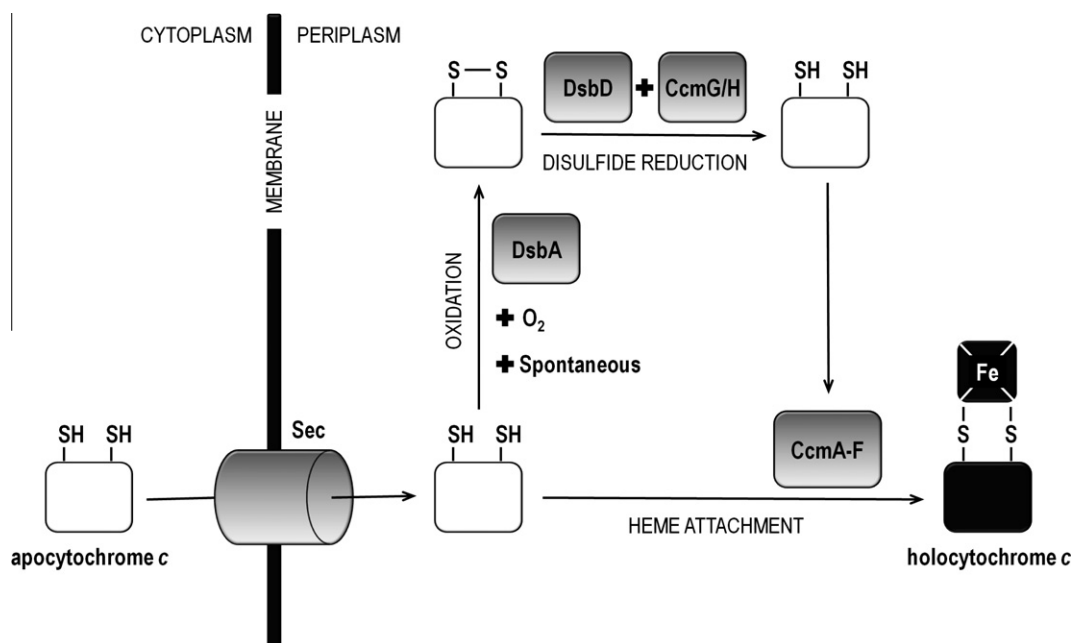 CYTOPLASM
PERIPLASM
MEMBRANE
S — S
DsbD
+
CcmG/H
SH SH
DISULFIDE REDUCTION
OXIDATION
DsbA
+ O₂
+ Spontaneous
Fe
S S
SH SH
Sec
SH SH
CcmA-F
HEME ATTACHMENT
apocytochrome c
holocytochrome c